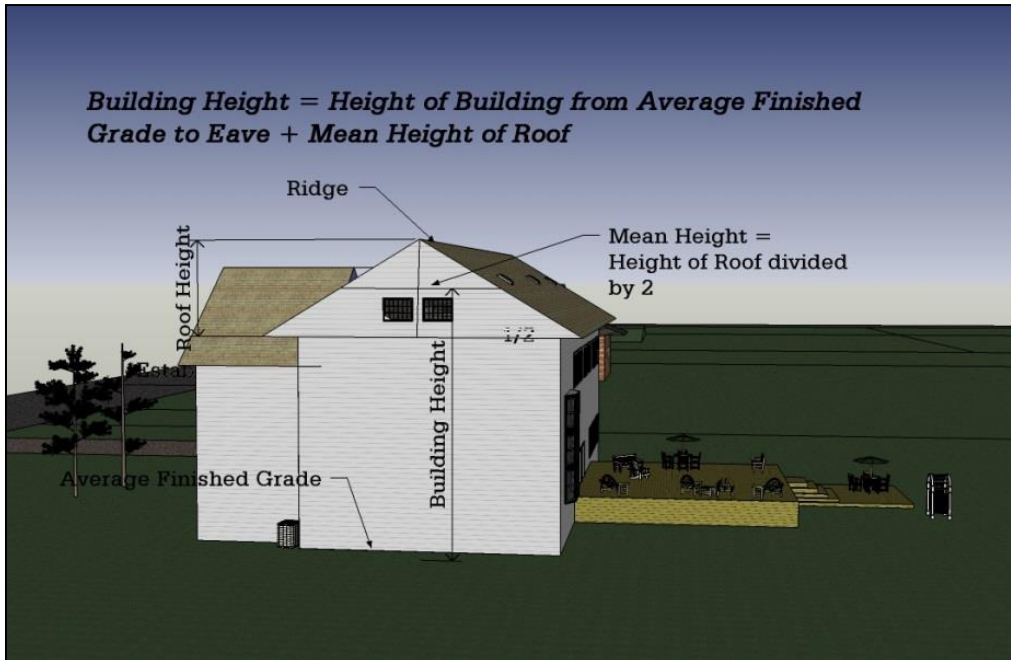 Building Height = Height of Building from Average Finished
Grade to Eave + Mean Height of Roof
Ridge
Mean Height =
Height of Roof divided
by 2
Roof Height
1/2
Estal
Building Height
Average Finished Grade